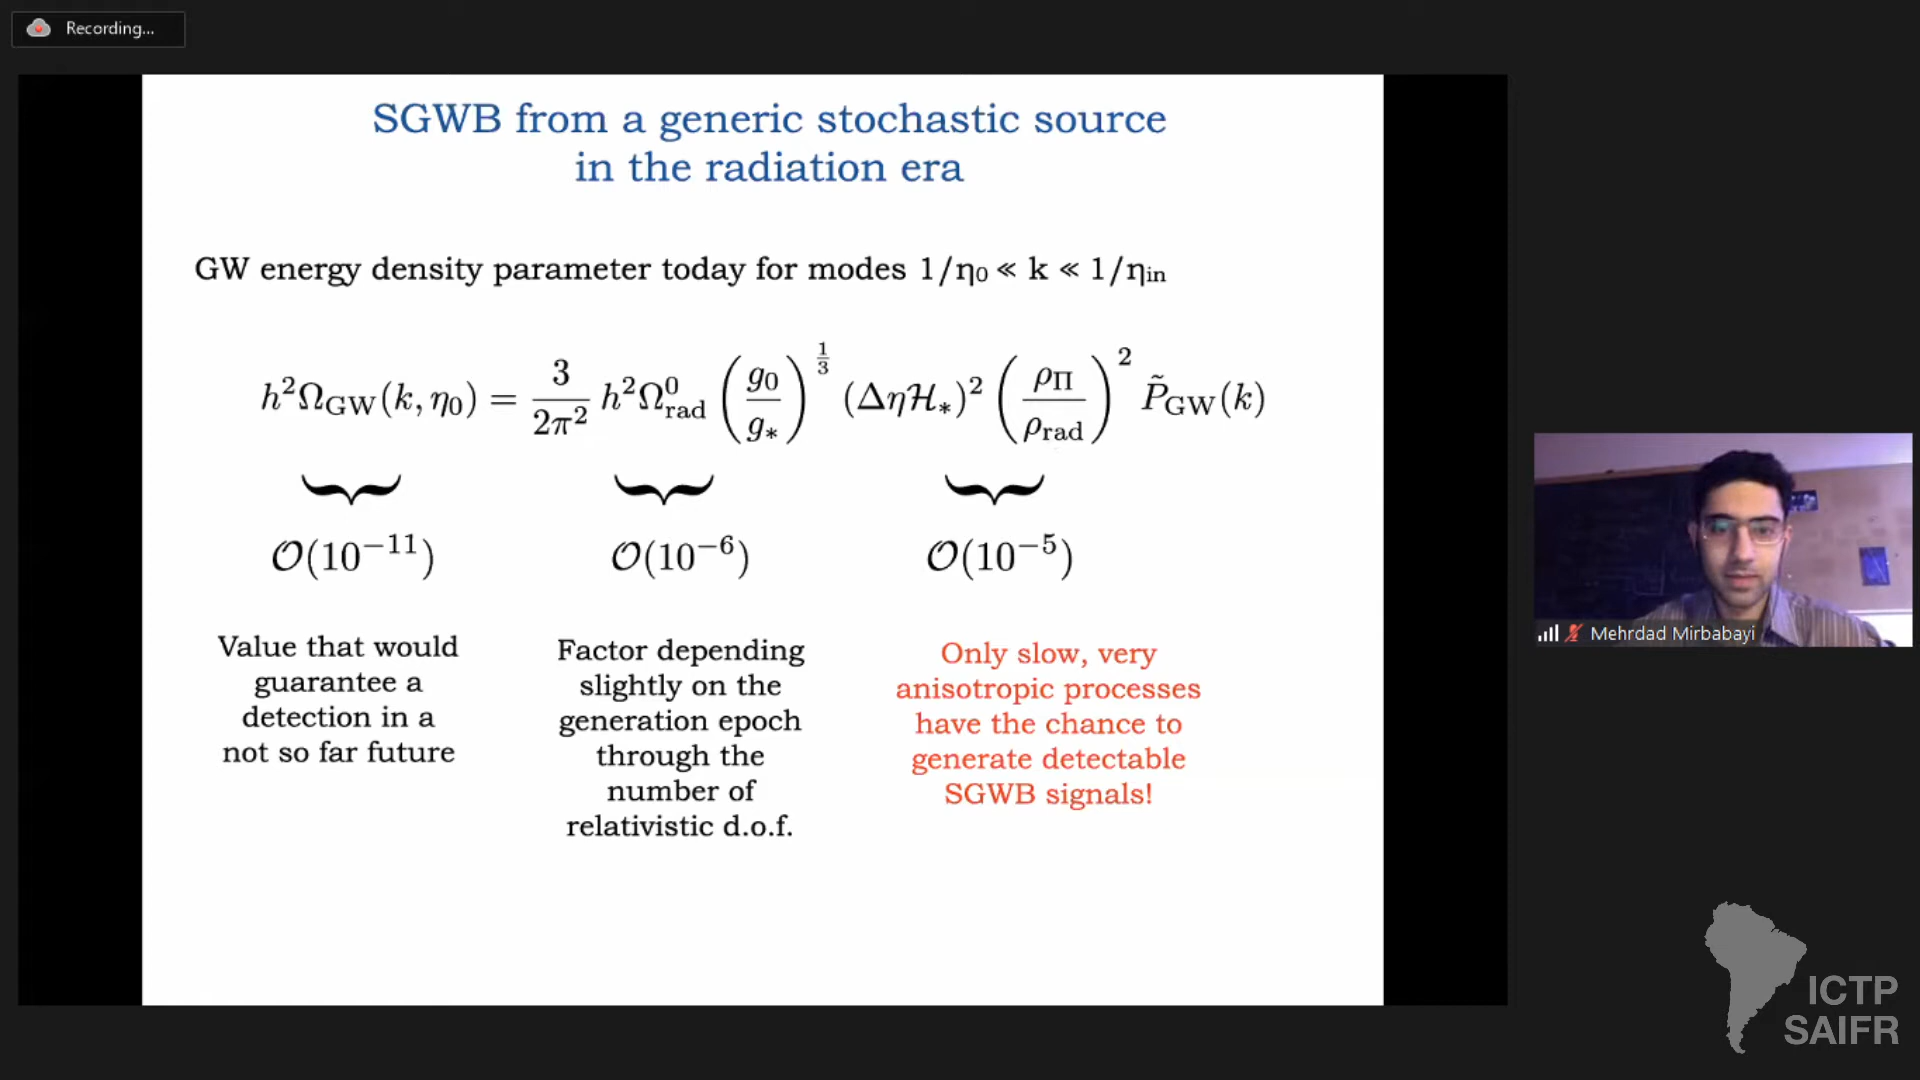 Recording...
SGWB from a generic stochastic source
in the radiation era
GW energy density parameter today for modes 1/η₀ ≪ k ≪ 1/ηᵢₙ
h²Ω_GW(k, η₀) = 3/2π² h²Ω⁰_rad (g₀/g_*)^{1/3} (Δηℋ_*)² (ρ_Π/ρ_rad)² P̃_GW(k)
𝒪(10⁻¹¹) 𝒪(10⁻⁶) 𝒪(10⁻⁵)
Value that would
guarantee a
detection in a
not so far future
Factor depending
slightly on the
generation epoch
through the
number of
relativistic d.o.f.
Only slow, very
anisotropic processes
have the chance to
generate detectable
SGWB signals!
Mehrdad Mirbabayi
ICTP
SAIFR